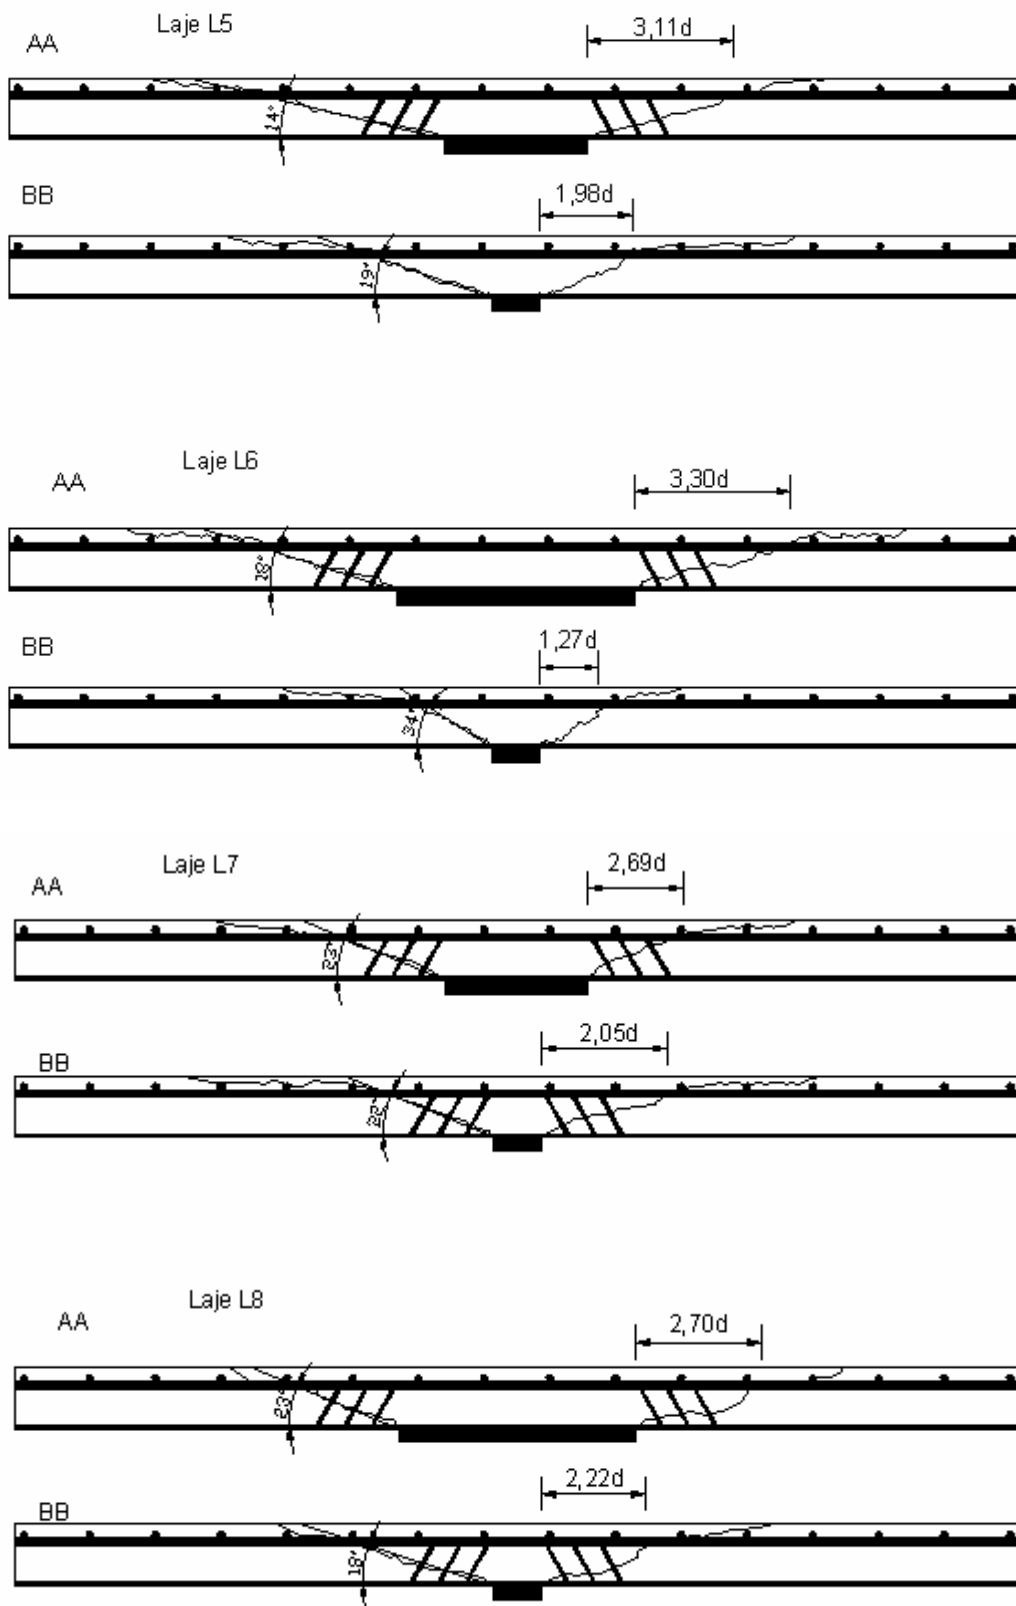 Laje L5
AA
3,11d
14°
BB
1,98d
19°
Laje L6
AA
3,30d
18°
BB
1,27d
34°
Laje L7
AA
2,69d
23°
BB
2,05d
22°
Laje L8
AA
2,70d
23°
BB
2,22d
18°